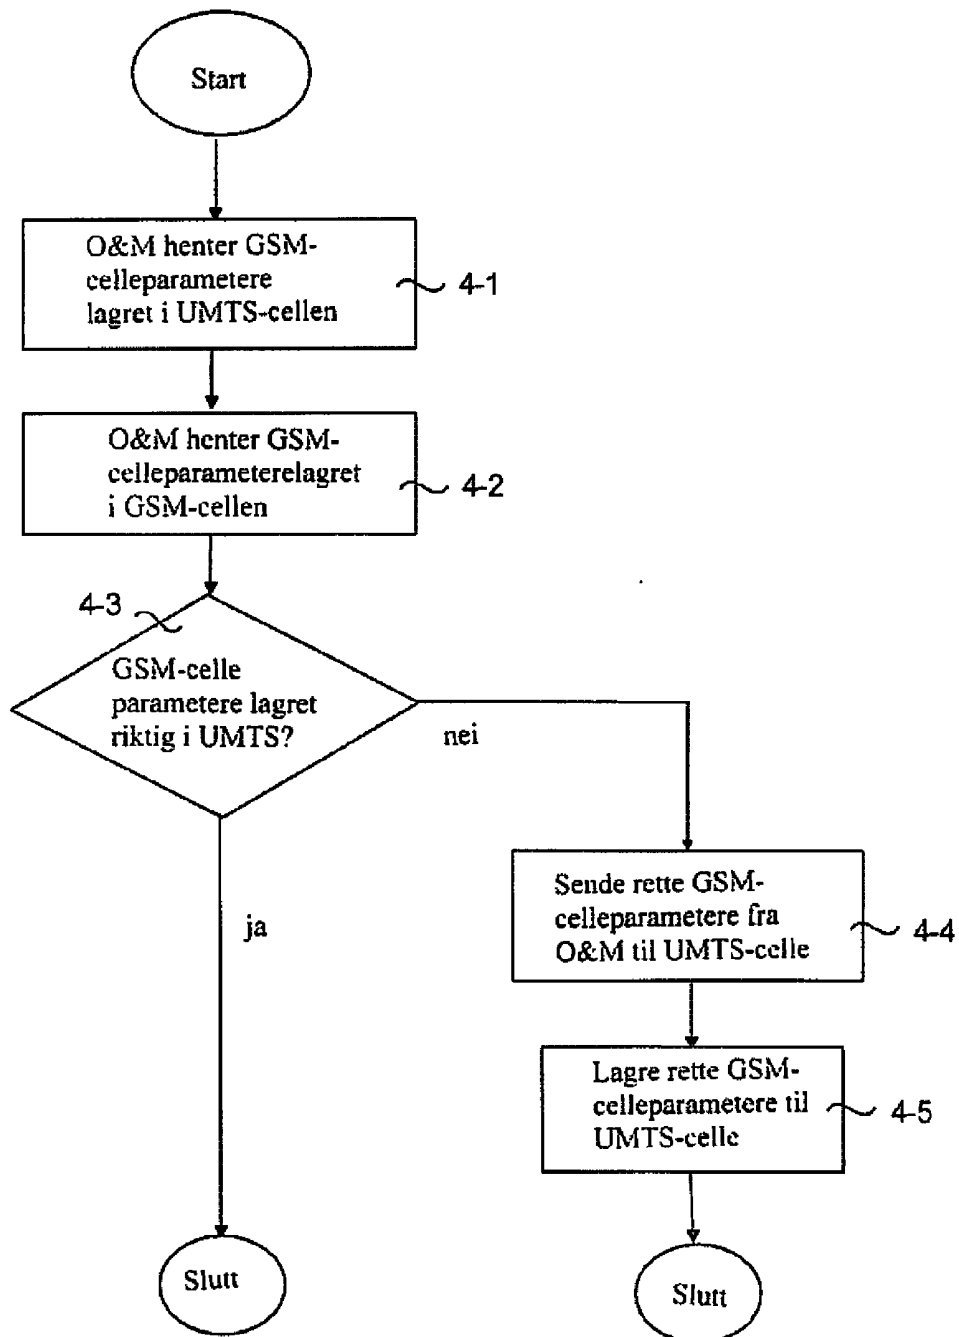 Start
O&M henter GSM-
celleparametere
lagret i UMTS-cellen
4-1
O&M henter GSM-
celleparameterelagret
i GSM-cellen
4-2
4-3
GSM-celle
parametere lagret
riktig i UMTS?
nei
ja
Sende rette GSM-
celleparametere fra
O&M til UMTS-celle
4-4
Lagre rette GSM-
celleparametere til
UMTS-celle
4-5
Slutt
Slutt